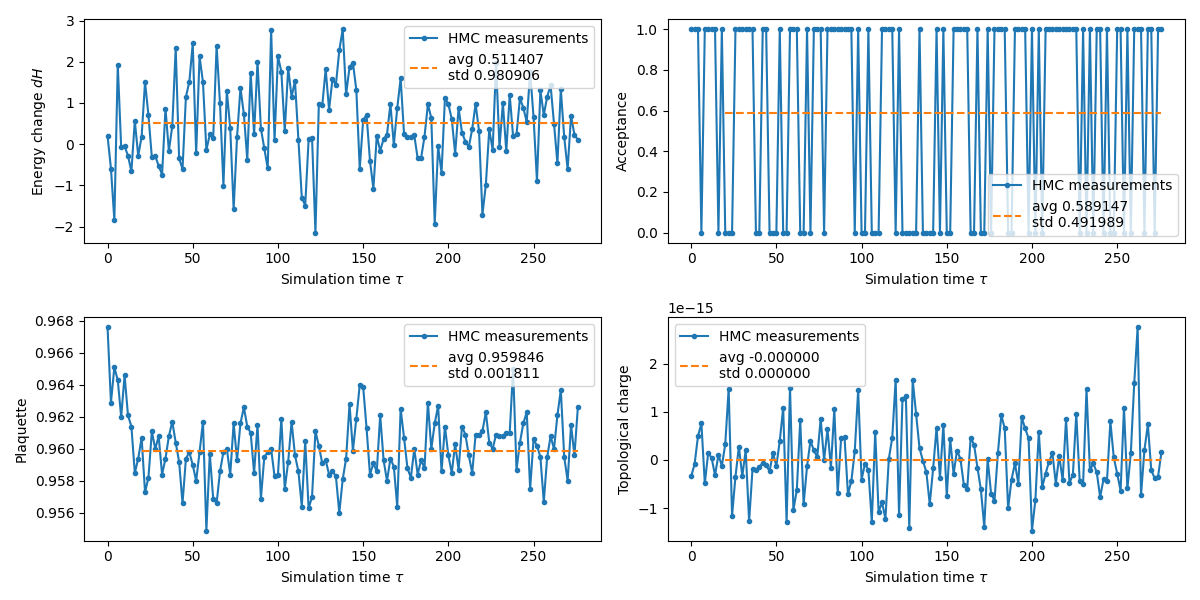 3
2
1
0
−1
−2
0
50
100
150
200
250
Energy change dH
Simulation time τ
HMC measurements
avg 0.511407
std 0.980906
1.0
0.8
0.6
0.4
0.2
0.0
0
50
100
150
200
250
Acceptance
Simulation time τ
HMC measurements
avg 0.589147
std 0.491989
0.968
0.966
0.964
0.962
0.960
0.958
0.956
0
50
100
150
200
250
Plaquette
Simulation time τ
HMC measurements
avg 0.959846
std 0.001811
1e−15
2
1
0
−1
0
50
100
150
200
250
Topological charge
Simulation time τ
HMC measurements
avg -0.000000
std 0.000000